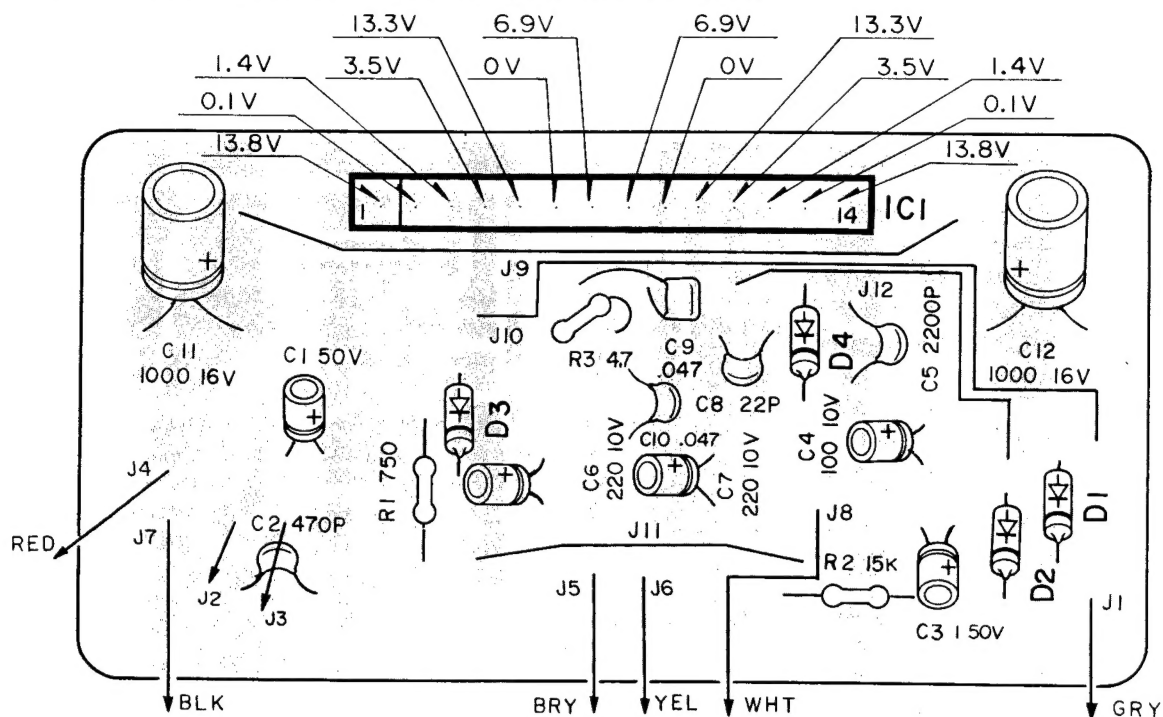 13.3V 6.9V 6.9V 13.3V
1.4V 3.5V 0V 0V 3.5V 1.4V
0.1V 0.1V
13.8V 13.8V
1 14 IC1
J9
J10 J12
C11
1000 16V
C1 50V
R3 4.7
C9
.047
C8 22P
D4
C5 2200P
C12
1000 16V
D3
R1 750
C10 .047
C6
220 10V
C7
220 10V
C4
100 10V
J4
RED
J7
C2 470P
J2
J3
J11
J8
J5
J6
R2 15K
C3 1 50V
D2
D1
J1
BLK BRY YEL WHT GRY